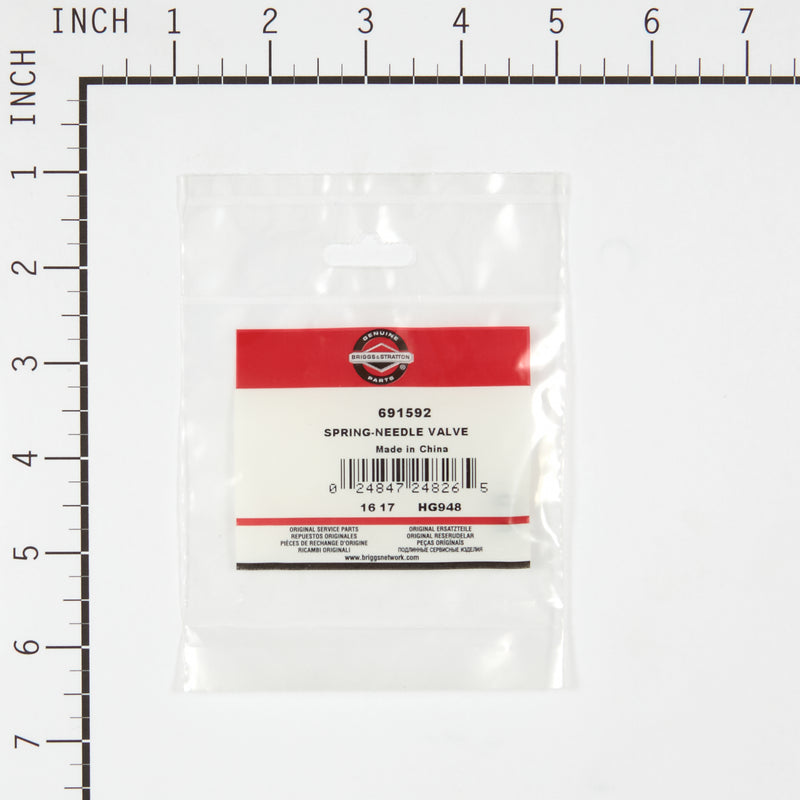 INCH 1 2 3 4 5 6 7
INCH
1
2
3
4
5
6
7
GENUINE
BRIGGS&STRATTON
PARTS ®
691592
SPRING-NEEDLE VALVE
Made in China
0 24847 24826 5
16 17 HG948
ORIGINAL SERVICE PARTS ORIGINAL ERSATZTEILE
REPUESTOS ORIGINALES ORIGINAL RESERUDELAR
PIÈCES DE RECHANGE D'ORIGINE PEÇAS ORIGINAIS
RICAMBI ORIGINALI ПОДЛИННЫЕ СЕРВИСНЫЕ ИЗДЕЛИЯ
www.briggsnetwork.com